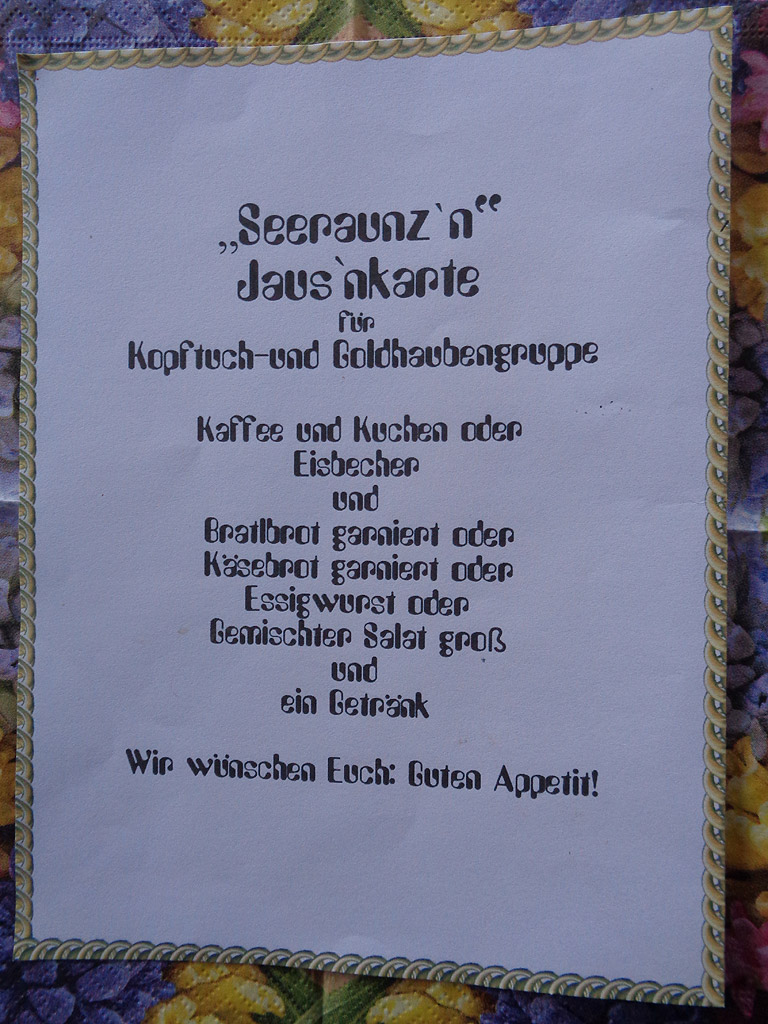 „Seeraunz`n“
Jaus`nkarte
für
Kopftuch-und Goldhaubengruppe
Kaffee und Kuchen oder
Eisbecher
und
Bratlbrot garniert oder
Käsebrot garniert oder
Essigwurst oder
Gemischter Salat groß
und
ein Getränk
Wir wünschen Euch: Guten Appetit!